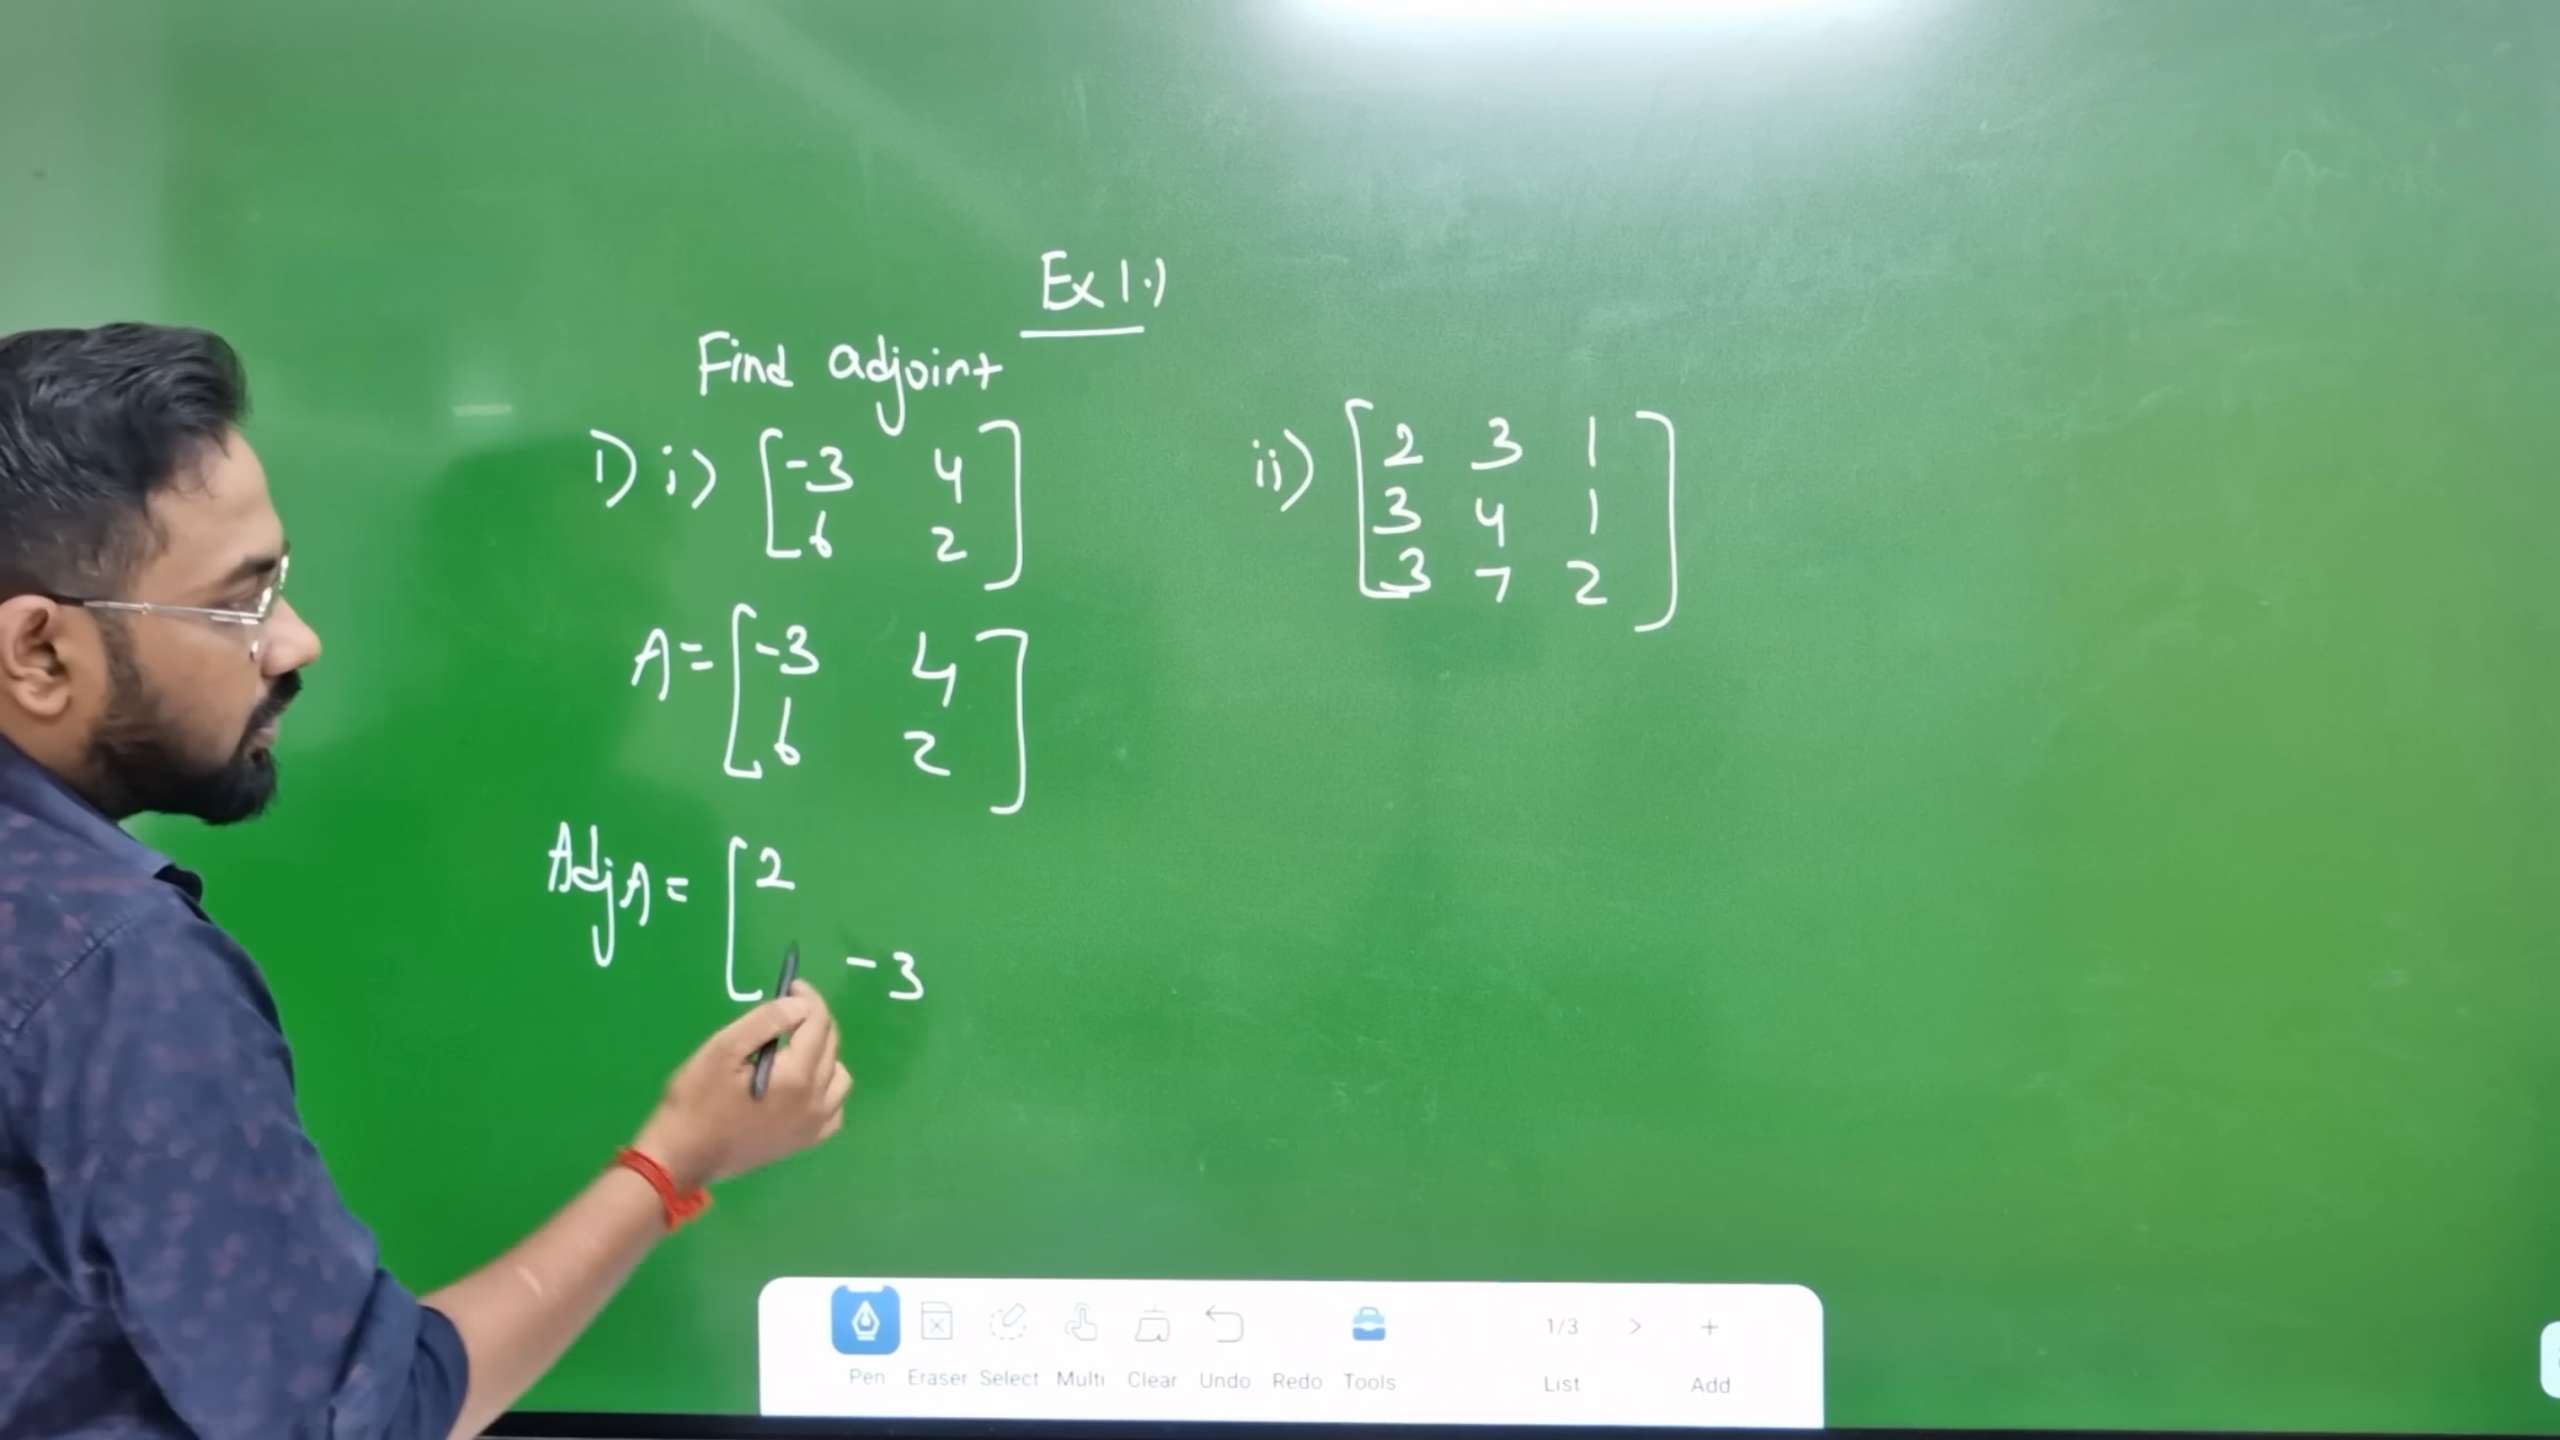 Ex 1.1
Find adjoint
1) i) [-3 4
6 2]
ii) [2 3 1
3 4 1
3 7 2]
A = [-3 4
6 2]
Adj A = [2
-3
1/3 > +
Pen Eraser Select Multi Clear Undo Redo Tools List Add